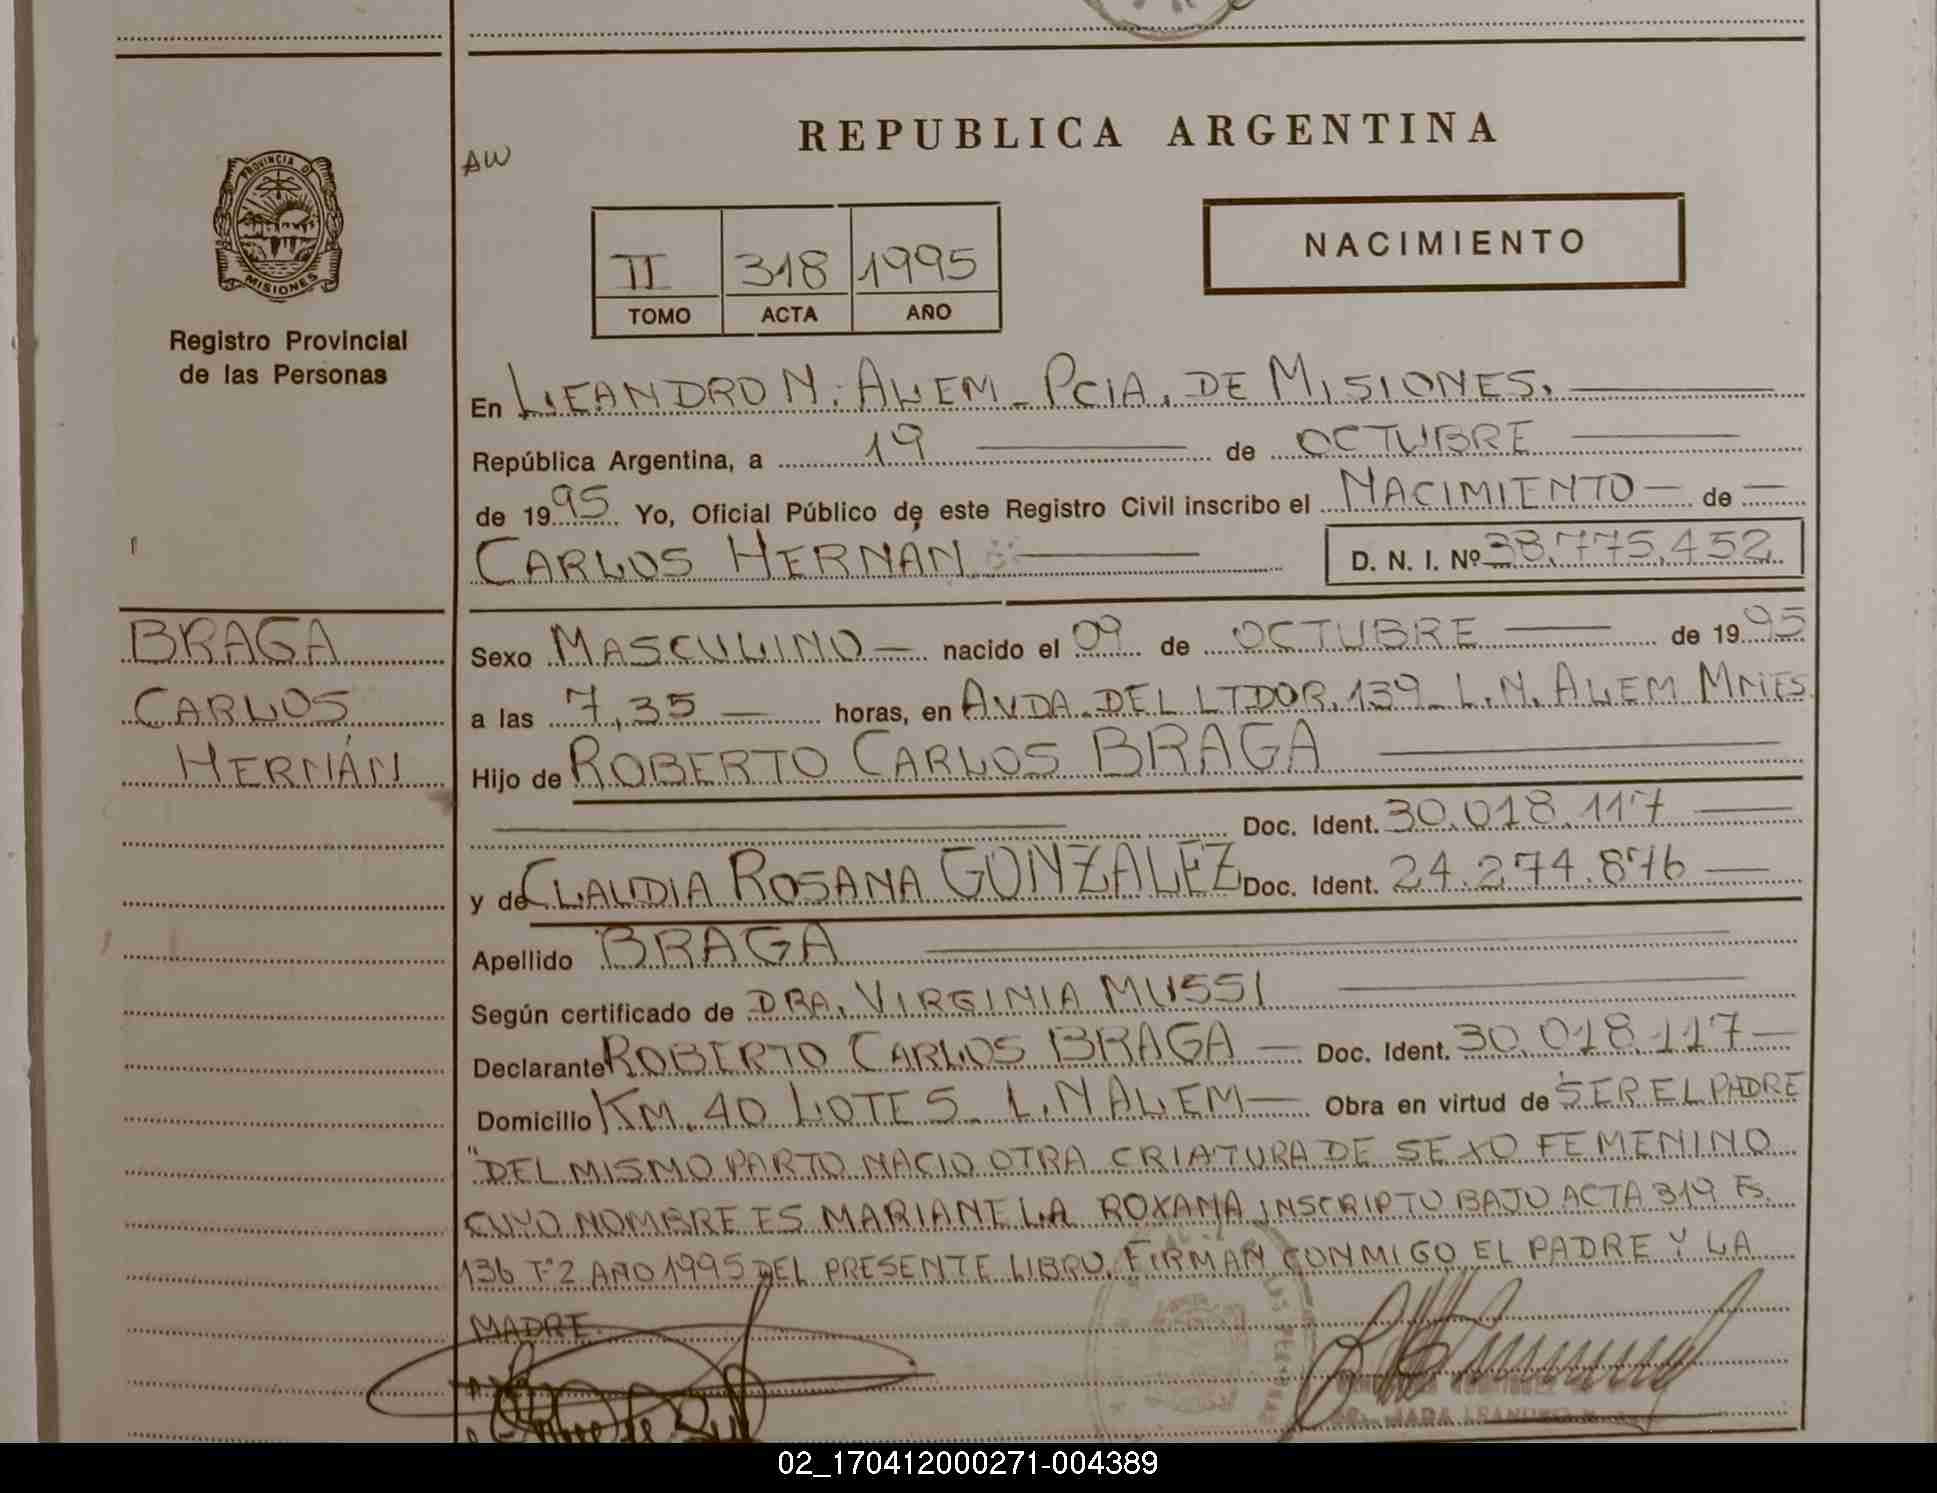 REPUBLICA ARGENTINA
AW
PROVINCIA D
MISIONES
NACIMIENTO
II 318 1995
TOMO ACTA AÑO
Registro Provincial
de las Personas
En LEANDRO N. ALEM - PCIA. DE MISIONES.
República Argentina, a 19 de OCTUBRE
de 1995 Yo, Oficial Público de este Registro Civil inscribo el NACIMIENTO de
CARLOS HERNÁN D. N. I. Nº 38.775.452.
BRAGA
CARLOS
HERNÁN
Sexo MASCULINO nacido el 09 de OCTUBRE de 1995
a las 7,35 horas, en AVDA. DEL LTDOR. 139 - L.N. ALEM MNES.
Hijo de ROBERTO CARLOS BRAGA
Doc. Ident. 30.018.117
y de CLAUDIA ROSANA GONZALEZ Doc. Ident. 24.274.876
Apellido BRAGA
Según certificado de DRA. VIRGINIA MUSSI
Declarante ROBERTO CARLOS BRAGA Doc. Ident. 30.018.117
Domicilio KM. 40 LOTE 5 - L.N ALEM Obra en virtud de SER EL PADRE
"DEL MISMO PARTO NACIO OTRA CRIATURA DE SEXO FEMENINO
CUYO NOMBRE ES MARIANELA ROXANA INSCRIPTO BAJO ACTA 319 Fs.
136 Tº2 AÑO 1995 DEL PRESENTE LIBRO. FIRMAN CONMIGO EL PADRE Y LA
MADRE.
02_170412000271-004389